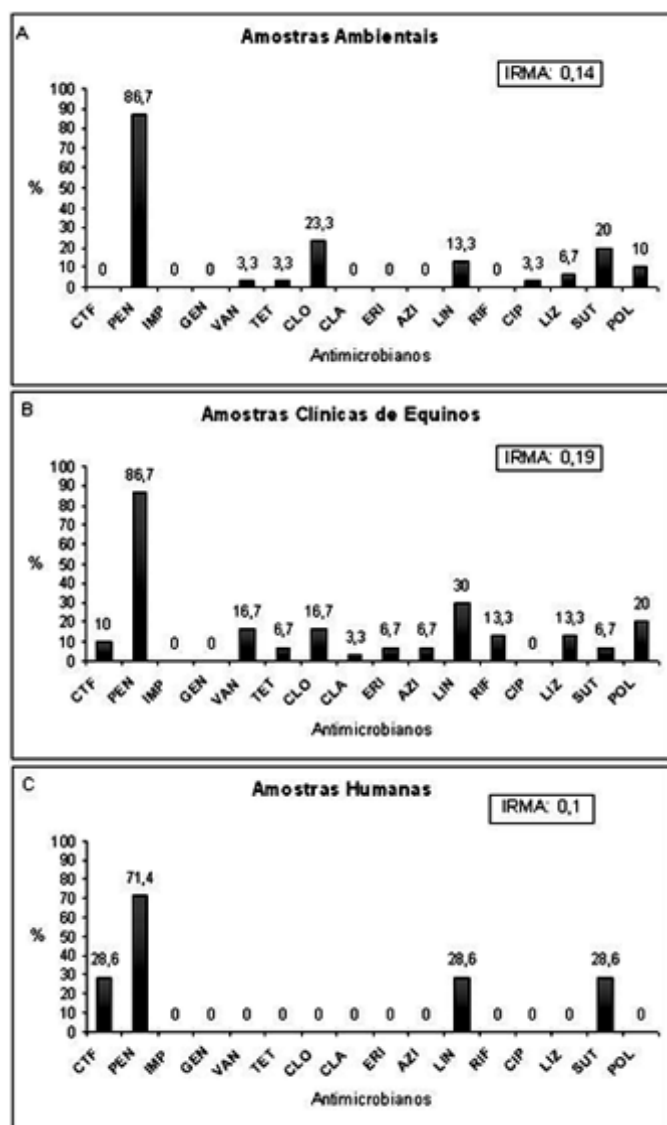 A
Amostras Ambientais
IRMA: 0,14
100
90
80
70
60
50
40
30
20
10
0
%
0 86,7 0 0 3,3 3,3 23,3 0 0 0 13,3 0 3,3 6,7 20 10
CTF PEN IMP GEN VAN TET CLO CLA ERI AZI LIN RIF CIP LIZ SUT POL
Antimicrobianos
B
Amostras Clínicas de Equinos
IRMA: 0,19
100
90
80
70
60
50
40
30
20
10
0
%
10 86,7 0 0 16,7 6,7 16,7 3,3 6,7 6,7 30 13,3 0 13,3 6,7 20
CTF PEN IMP GEN VAN TET CLO CLA ERI AZI LIN RIF CIP LIZ SUT POL
Antimicrobianos
C
Amostras Humanas
IRMA: 0,1
100
90
80
70
60
50
40
30
20
10
0
%
28,6 71,4 0 0 0 0 0 0 0 0 28,6 0 0 0 28,6 0
CTF PEN IMP GEN VAN TET CLO CLA ERI AZI LIN RIF CIP LIZ SUT POL
Antimicrobianos